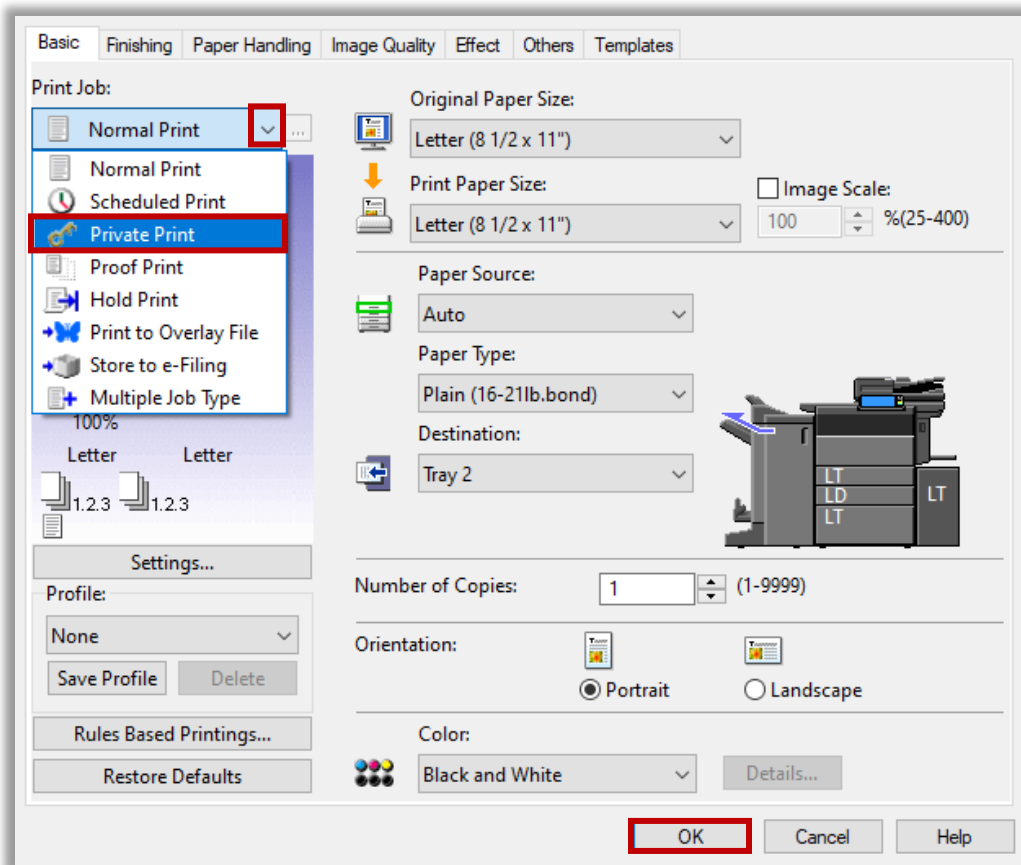 Basic Finishing Paper Handling Image Quality Effect Others Templates
Print Job:
Normal Print ...
Normal Print
Scheduled Print
Private Print
Proof Print
Hold Print
Print to Overlay File
Store to e-Filing
Multiple Job Type
100%
Letter Letter
1.2.3 1.2.3
Settings...
Profile:
None
Save Profile Delete
Rules Based Printings...
Restore Defaults
Original Paper Size:
Letter (8 1/2 x 11")
Print Paper Size:
Letter (8 1/2 x 11")
Image Scale:
100 %(25-400)
Paper Source:
Auto
Paper Type:
Plain (16-21lb.bond)
Destination:
Tray 2
LT
LD
LT
LT
Number of Copies: 1 (1-9999)
Orientation:
Portrait Landscape
Color:
Black and White Details...
OK Cancel Help